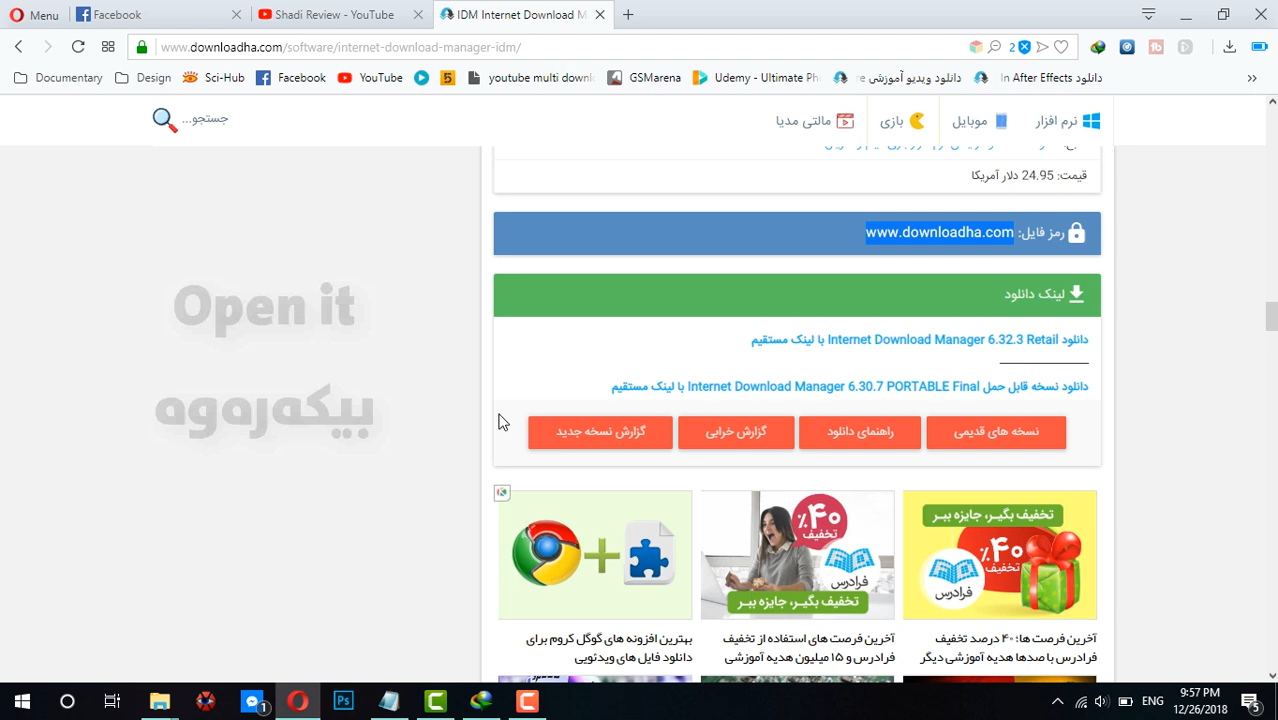 Menu
Facebook
Shadi Review - YouTube
IDM Internet Download M
www.downloadha.com/software/internet-download-manager-idm/
2
Documentary
Design
Sci-Hub
Facebook
YouTube
5
youtube multi downl
GSMarena
Udemy - Ultimate Ph
دانلود ویدیو آموزشی
In After Effects دانلود
نرم افزار
موبایل
بازی
مالتی مدیا
جستجو...
قیمت: 24.95 دلار آمریکا
رمز فایل: www.downloadha.com
لینک دانلود
دانلود Internet Download Manager 6.32.3 Retail با لینک مستقیم
دانلود نسخه قابل حمل Internet Download Manager 6.30.7 PORTABLE Final با لینک مستقیم
نسخه های قدیمی
راهنمای دانلود
گزارش خرابی
گزارش نسخه جدید
Open it
بیکەرەوە
تخفیف بگیر، جایزه ببر
۴۰٪
تخفیف
فرادرس
۴۰٪
تخفیف
فرادرس
تخفیف بگیر، جایزه ببر
آخرین فرصت ها؛ ۴۰ درصد تخفیف
فرادرس با صدها هدیه آموزشی دیگر
آخرین فرصت های استفاده از تخفیف
فرادرس و ۱۵ میلیون هدیه آموزشی
بهترین افزونه های گوگل کروم برای
دانلود فایل های ویدئویی
1
Ps
ENG
9:57 PM
12/26/2018
5